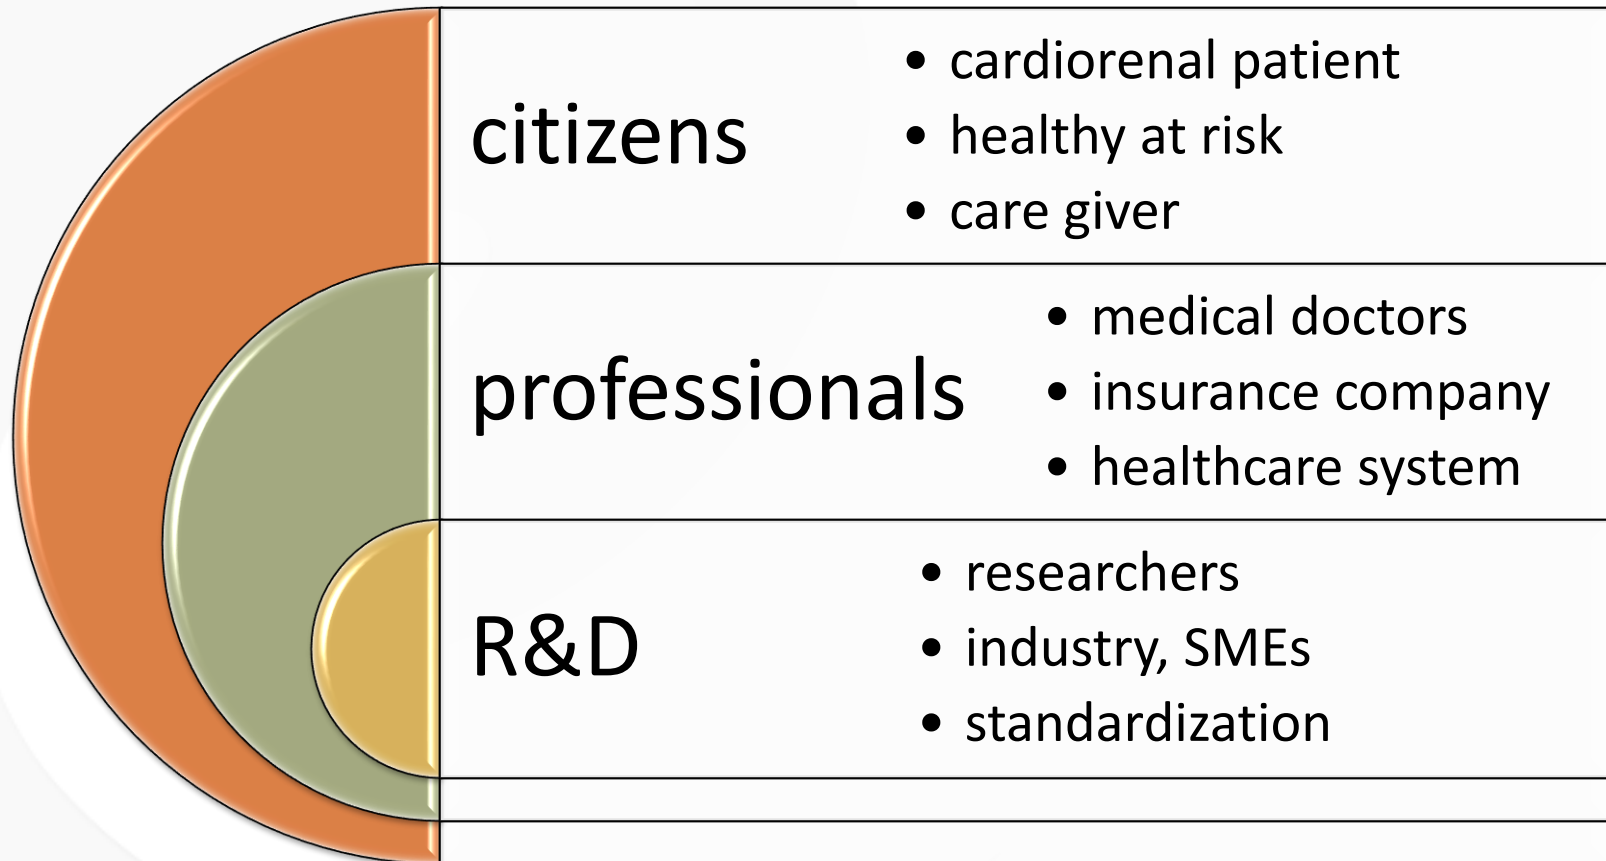 citizens
• cardiorenal patient
• healthy at risk
• care giver
professionals
• medical doctors
• insurance company
• healthcare system
R&D
• researchers
• industry, SMEs
• standardization